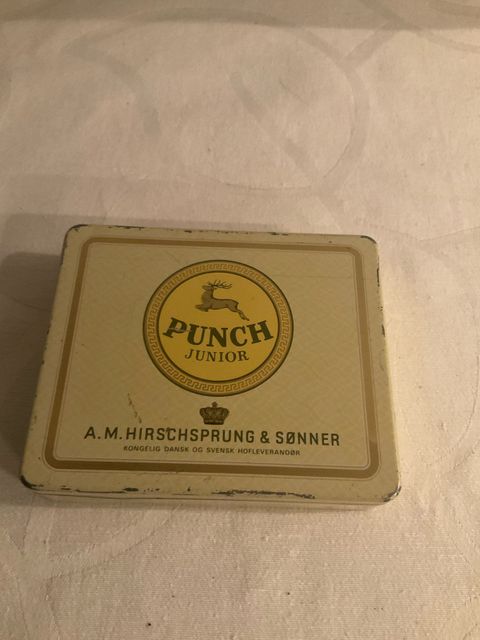 PUNCH
JUNIOR
A.M. HIRSCHSPRUNG & SØNNER
KONGELIG DANSK OG SVENSK HOFLEVERANDØR